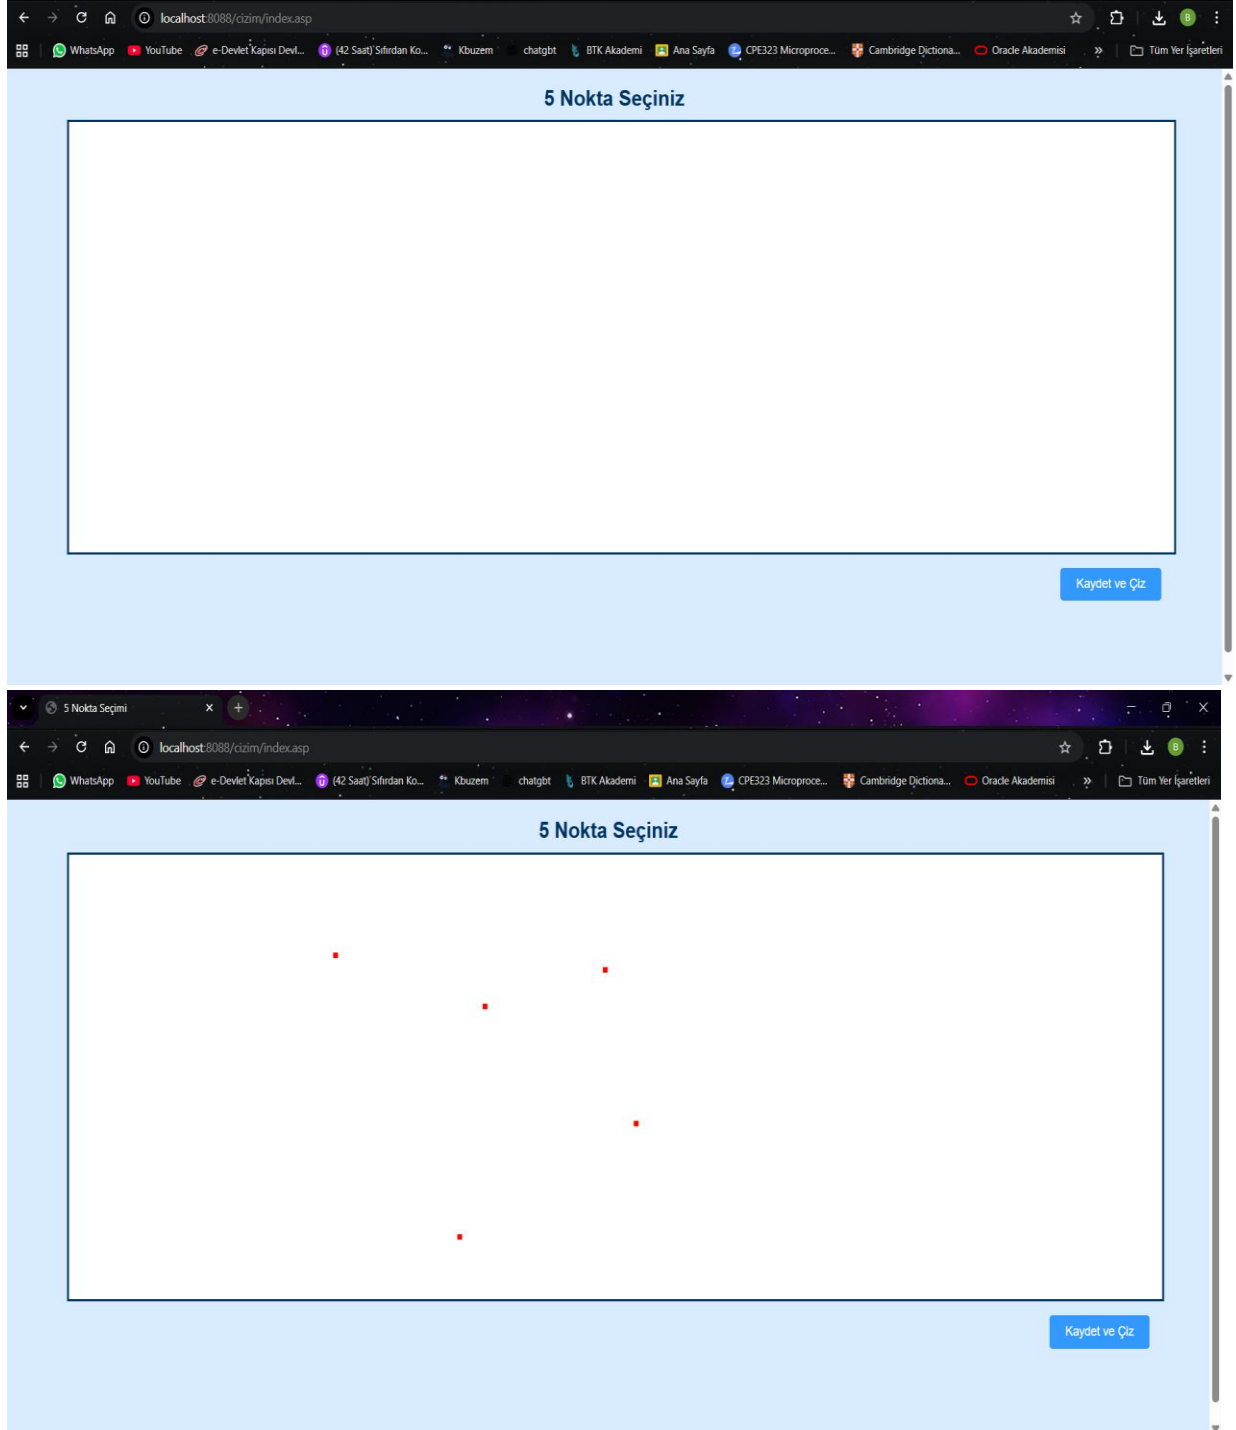 localhost:8088/cizim/index.asp
B
WhatsApp YouTube e-Devlet Kapısı Devl... (42 Saat) Sıfırdan Ko... Kbuzem chatgbt BTK Akademi Ana Sayfa CPE323 Microproce... Cambridge Dictiona... Oracle Akademisi » Tüm Yer İşaretleri
5 Nokta Seçiniz
Kaydet ve Çiz
5 Nokta Seçimi
localhost:8088/cizim/index.asp
B
WhatsApp YouTube e-Devlet Kapısı Devl... (42 Saat) Sıfırdan Ko... Kbuzem chatgbt BTK Akademi Ana Sayfa CPE323 Microproce... Cambridge Dictiona... Oracle Akademisi » Tüm Yer İşaretleri
5 Nokta Seçiniz
Kaydet ve Çiz